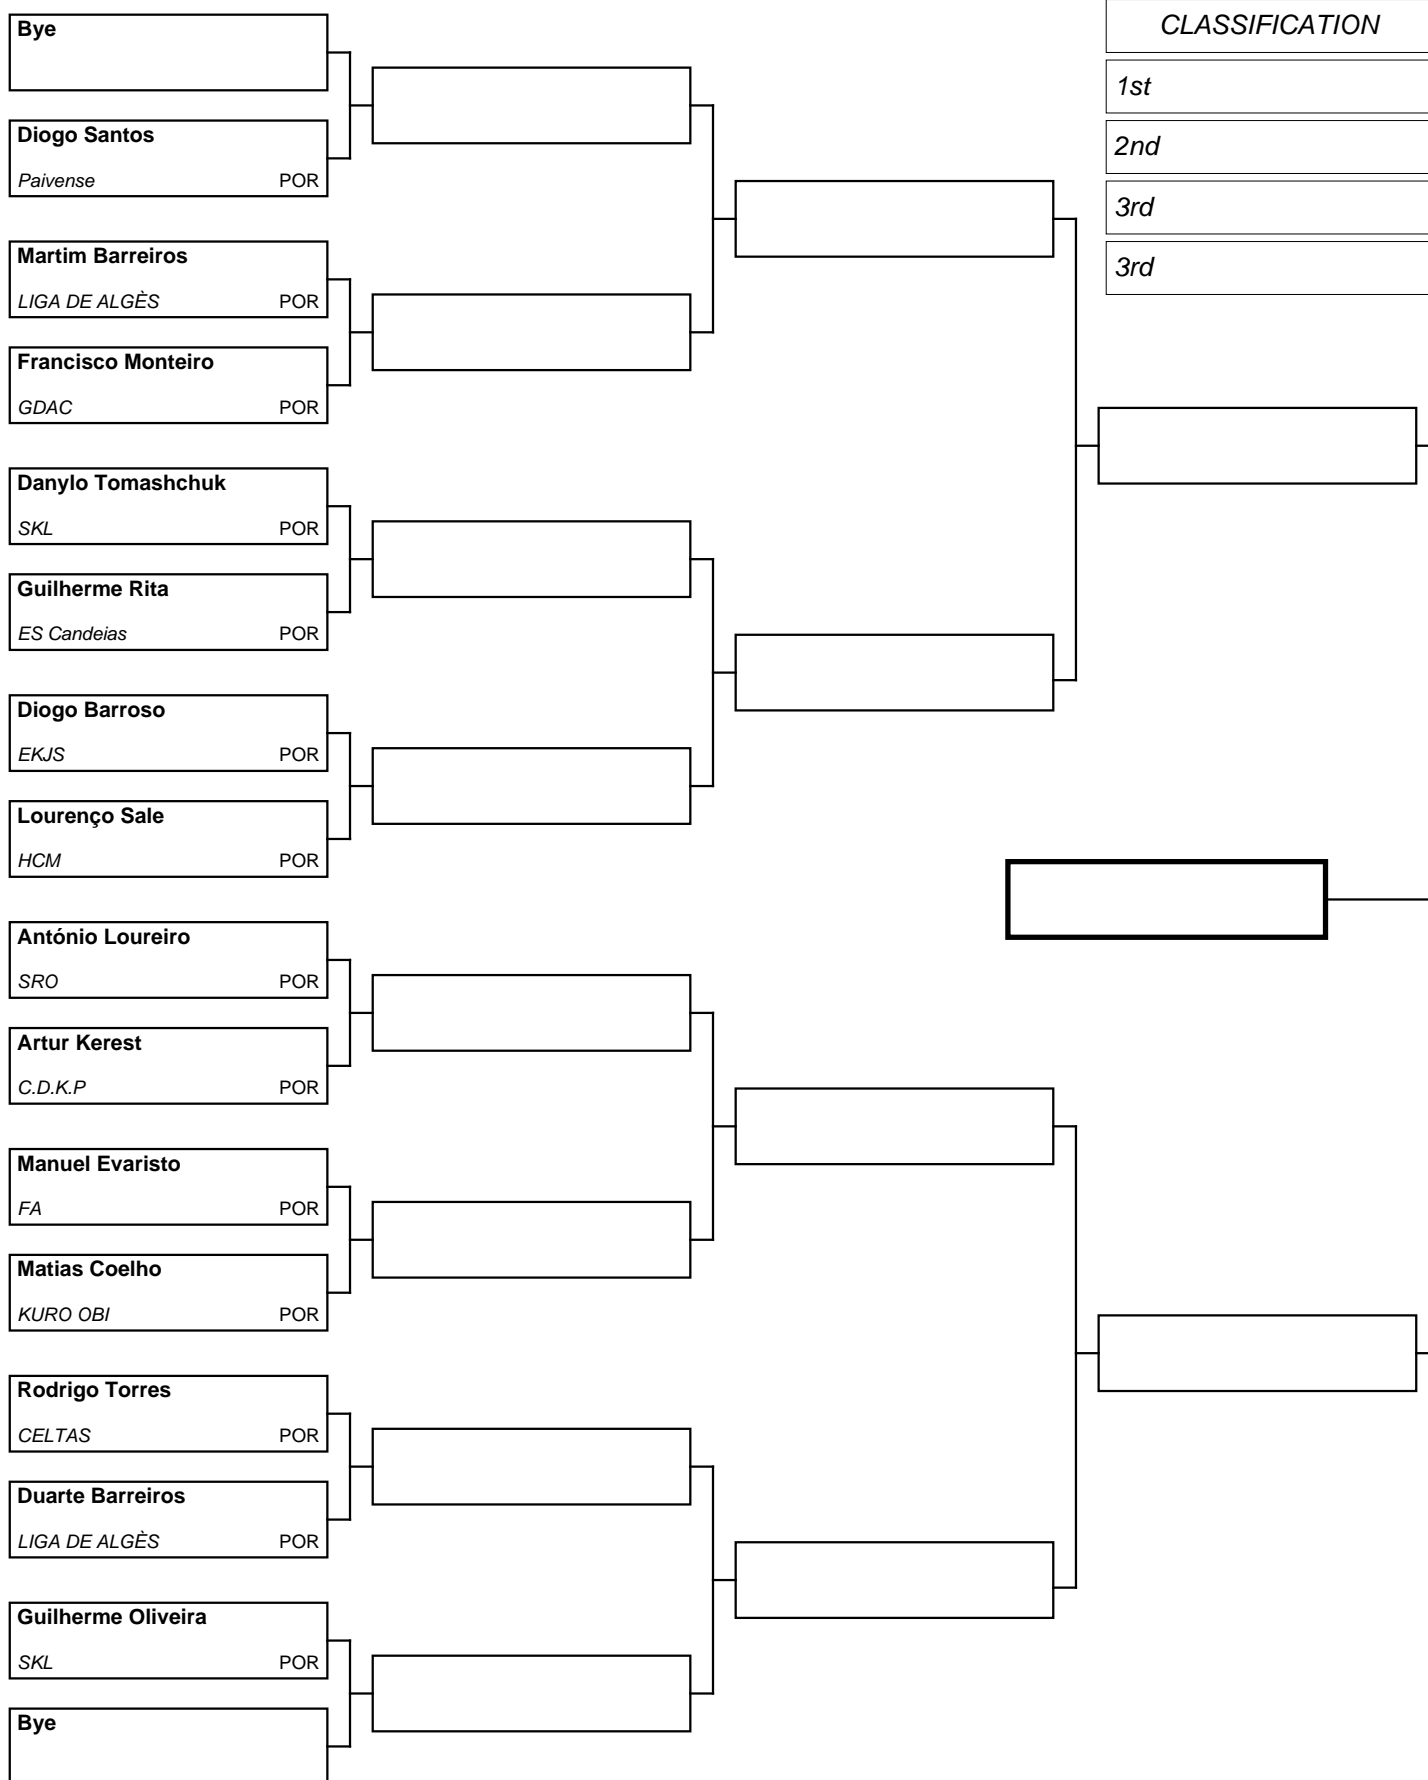 Bye
Diogo Santos
Paivense POR
Martim Barreiros
LIGA DE ALGÈS POR
Francisco Monteiro
GDAC POR
Danylo Tomashchuk
SKL POR
Guilherme Rita
ES Candeias POR
Diogo Barroso
EKJS POR
Lourenço Sale
HCM POR
António Loureiro
SRO POR
Artur Kerest
C.D.K.P POR
Manuel Evaristo
FA POR
Matias Coelho
KURO OBI POR
Rodrigo Torres
CELTAS POR
Duarte Barreiros
LIGA DE ALGÈS POR
Guilherme Oliveira
SKL POR
Bye
CLASSIFICATION
1st
2nd
3rd
3rd